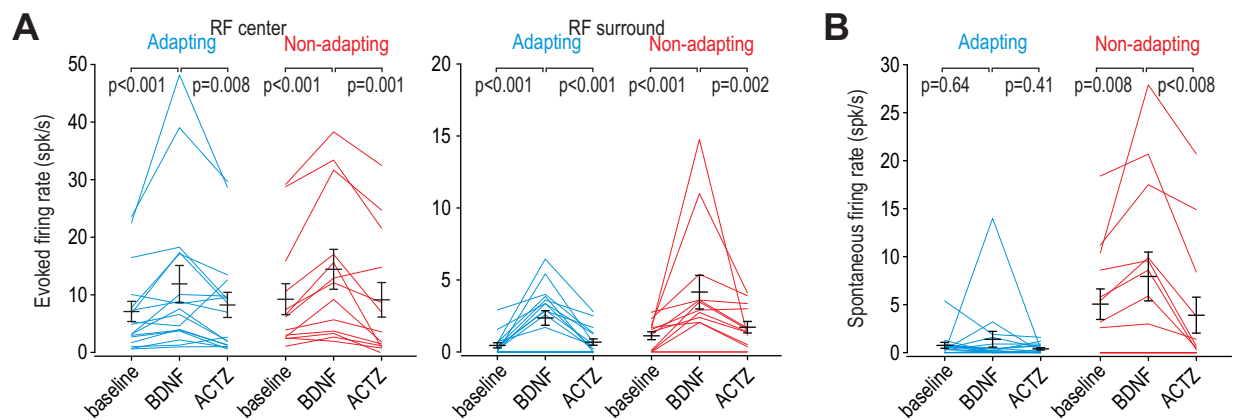 A
RF center
Adapting
Non-adapting
Evoked firing rate (spk/s)
50
40
30
20
10
0
p<0.001
p=0.008
p<0.001
p=0.001
baseline
BDNF
ACTZ
baseline
BDNF
ACTZ
RF surround
Adapting
Non-adapting
20
15
10
5
0
p<0.001
p<0.001
p<0.001
p=0.002
baseline
BDNF
ACTZ
baseline
BDNF
ACTZ
B
Adapting
Non-adapting
Spontaneous firing rate (spk/s)
30
25
20
15
10
5
0
p=0.64
p=0.41
p=0.008
p<0.008
baseline
BDNF
ACTZ
baseline
BDNF
ACTZ